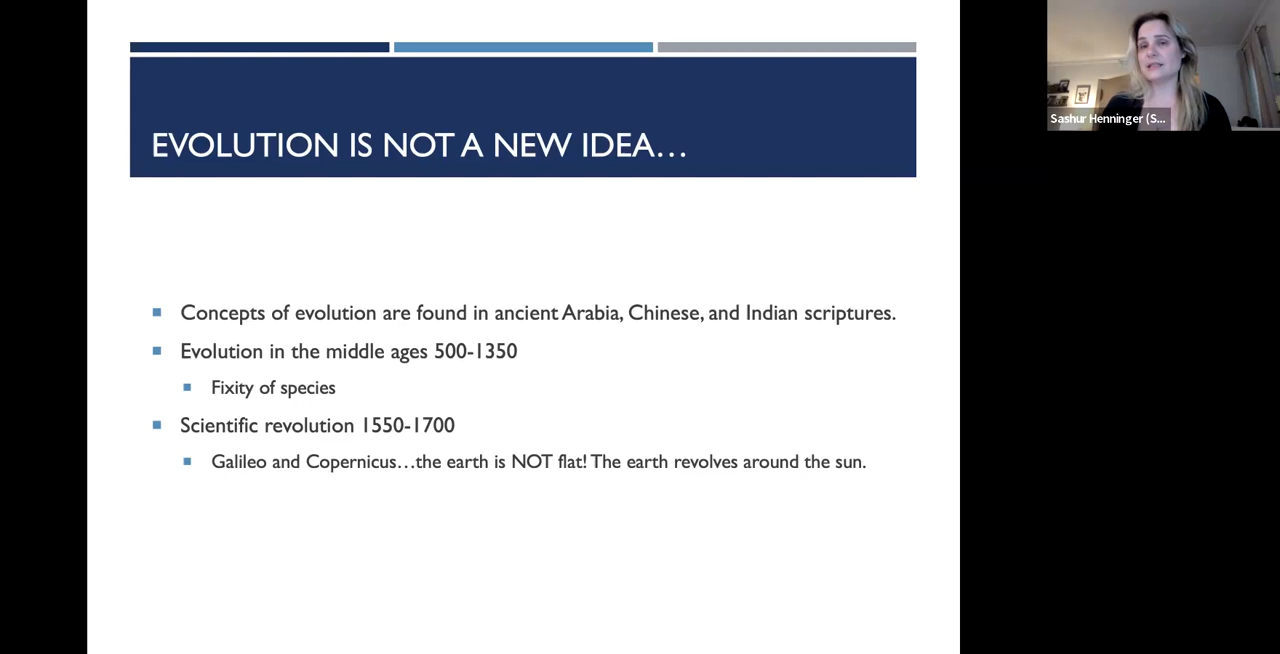 EVOLUTION IS NOT A NEW IDEA…
Concepts of evolution are found in ancient Arabia, Chinese, and Indian scriptures.
Evolution in the middle ages 500-1350
Fixity of species
Scientific revolution 1550-1700
Galileo and Copernicus…the earth is NOT flat! The earth revolves around the sun.
Sashur Henninger (S...